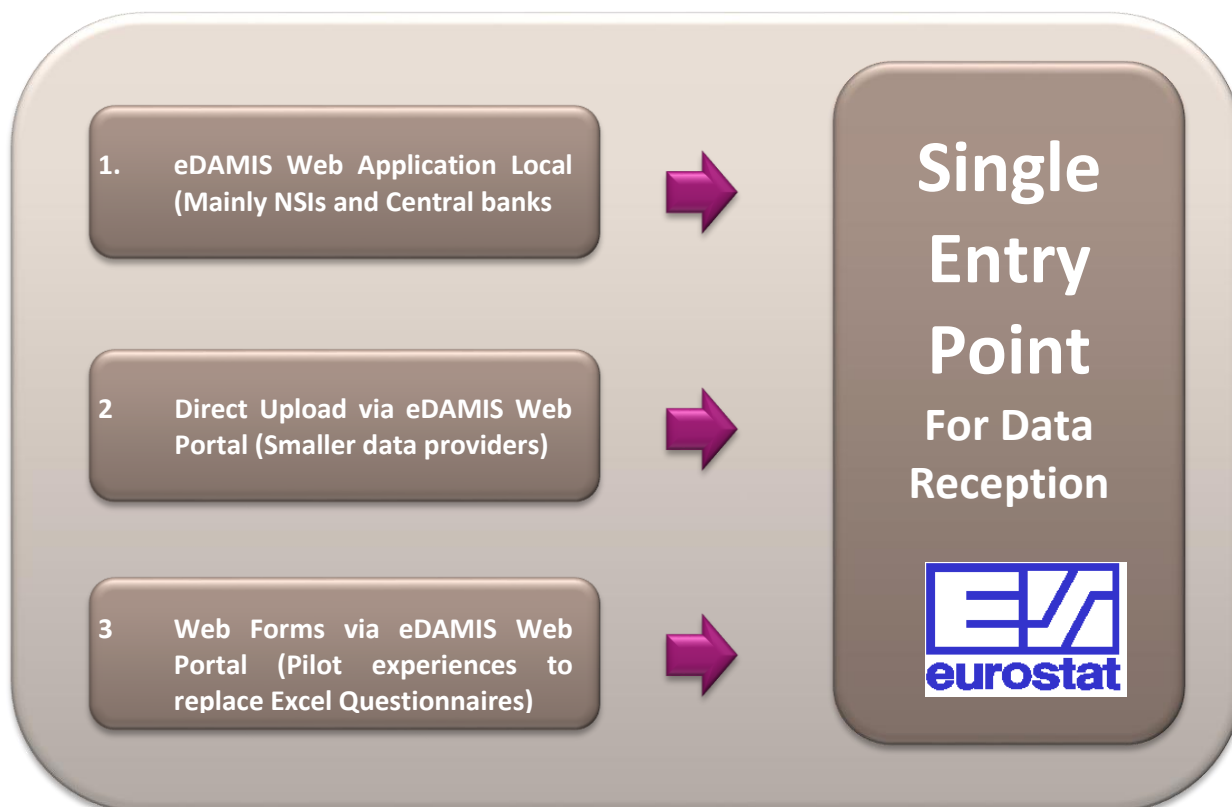 1. eDAMIS Web Application Local
(Mainly NSIs and Central banks
2 Direct Upload via eDAMIS Web
Portal (Smaller data providers)
3 Web Forms via eDAMIS Web
Portal (Pilot experiences to
replace Excel Questionnaires)
Single
Entry
Point
For Data
Reception
eurostat